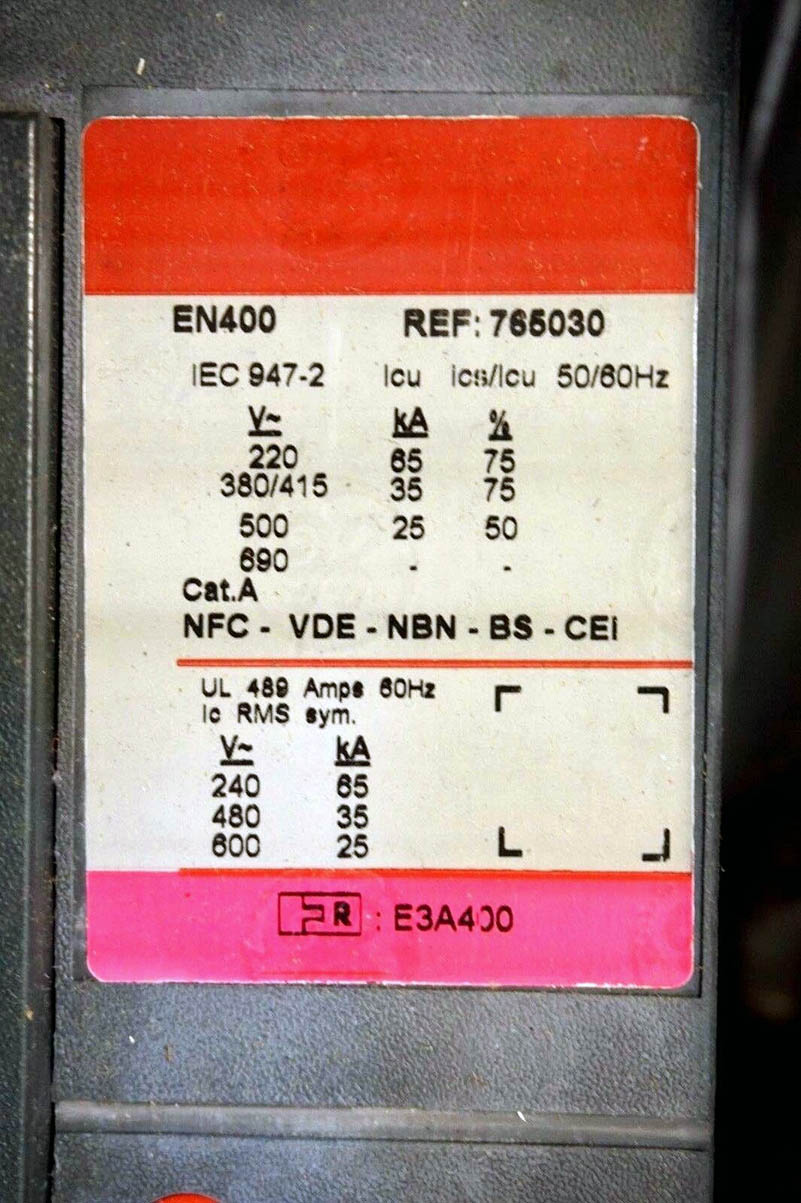 EN400 REF: 765030
IEC 947-2 Icu ics/Icu 50/60Hz
V~ kA %
220 65 75
380/415 35 75
500 25 50
690 - -
Cat.A
NFC - VDE - NBN - BS - CEI
UL 489 Amps 60Hz
Ic RMS sym.
V~ kA
240 65
480 35
600 25
R : E3A400